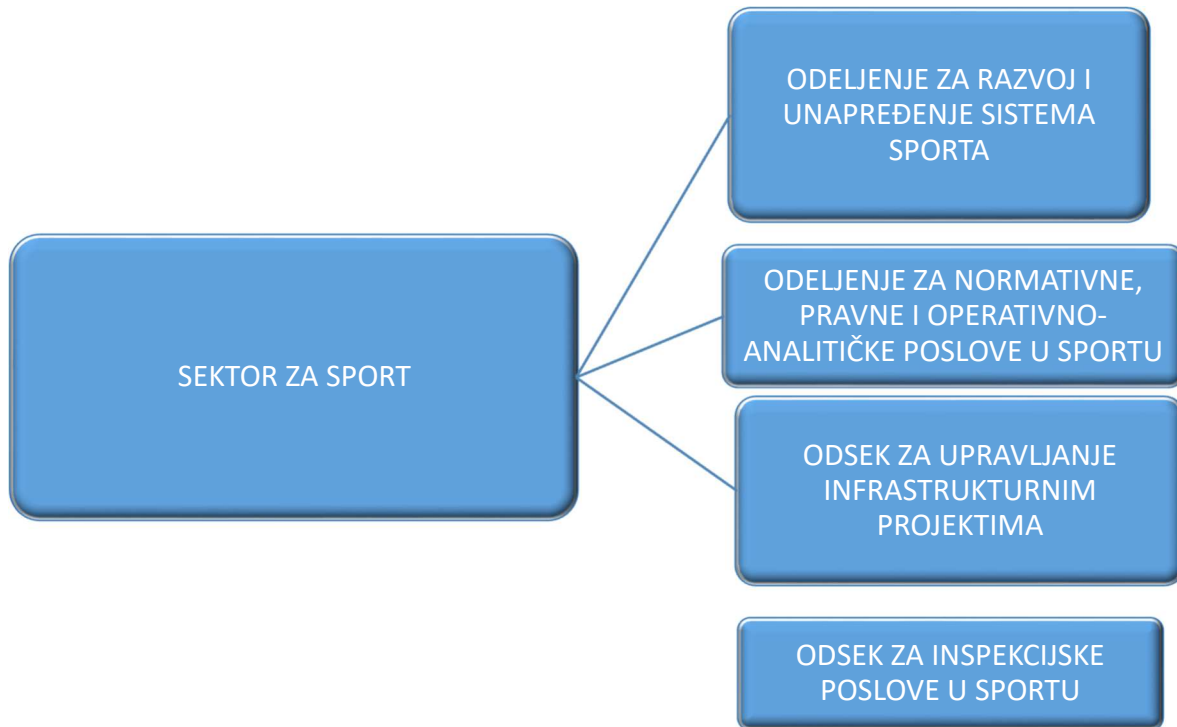 SEKTOR ZA SPORT
ODELJENJE ZA RAZVOJ I
UNAPREĐENJE SISTEMA
SPORTA
ODELJENJE ZA NORMATIVNE,
PRAVNE I OPERATIVNO-
ANALITIČKE POSLOVE U SPORTU
ODSEK ZA UPRAVLJANJE
INFRASTRUKTURNIM
PROJEKTIMA
ODSEK ZA INSPEKCIJSKE
POSLOVE U SPORTU